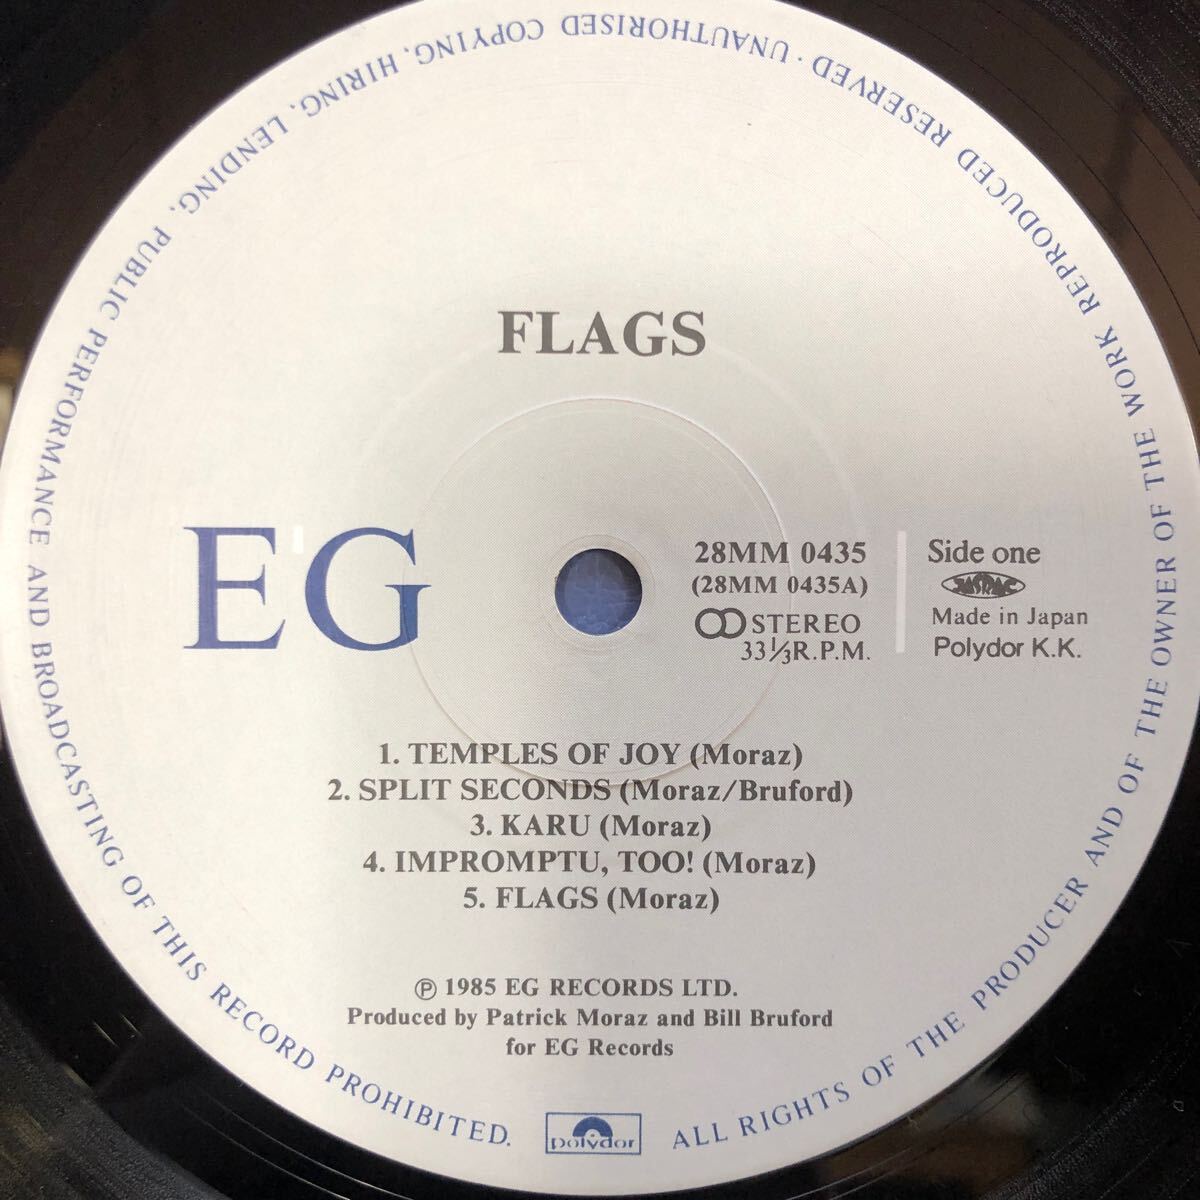 FLAGS
E'G
28MM 0435
(28MM 0435A)
STEREO
33⅓R.P.M.
Side one
JASRAC
Made in Japan
Polydor K.K.
1. TEMPLES OF JOY (Moraz)
2. SPLIT SECONDS (Moraz/Bruford)
3. KARU (Moraz)
4. IMPROMPTU, TOO! (Moraz)
5. FLAGS (Moraz)
℗ 1985 EG RECORDS LTD.
Produced by Patrick Moraz and Bill Bruford
for EG Records
polydor
ALL RIGHTS OF THE PRODUCER AND OF THE OWNER OF THE WORK REPRODUCED RESERVED · UNAUTHORISED COPYING, HIRING, LENDING, PUBLIC PERFORMANCE AND BROADCASTING OF THIS RECORD PROHIBITED.